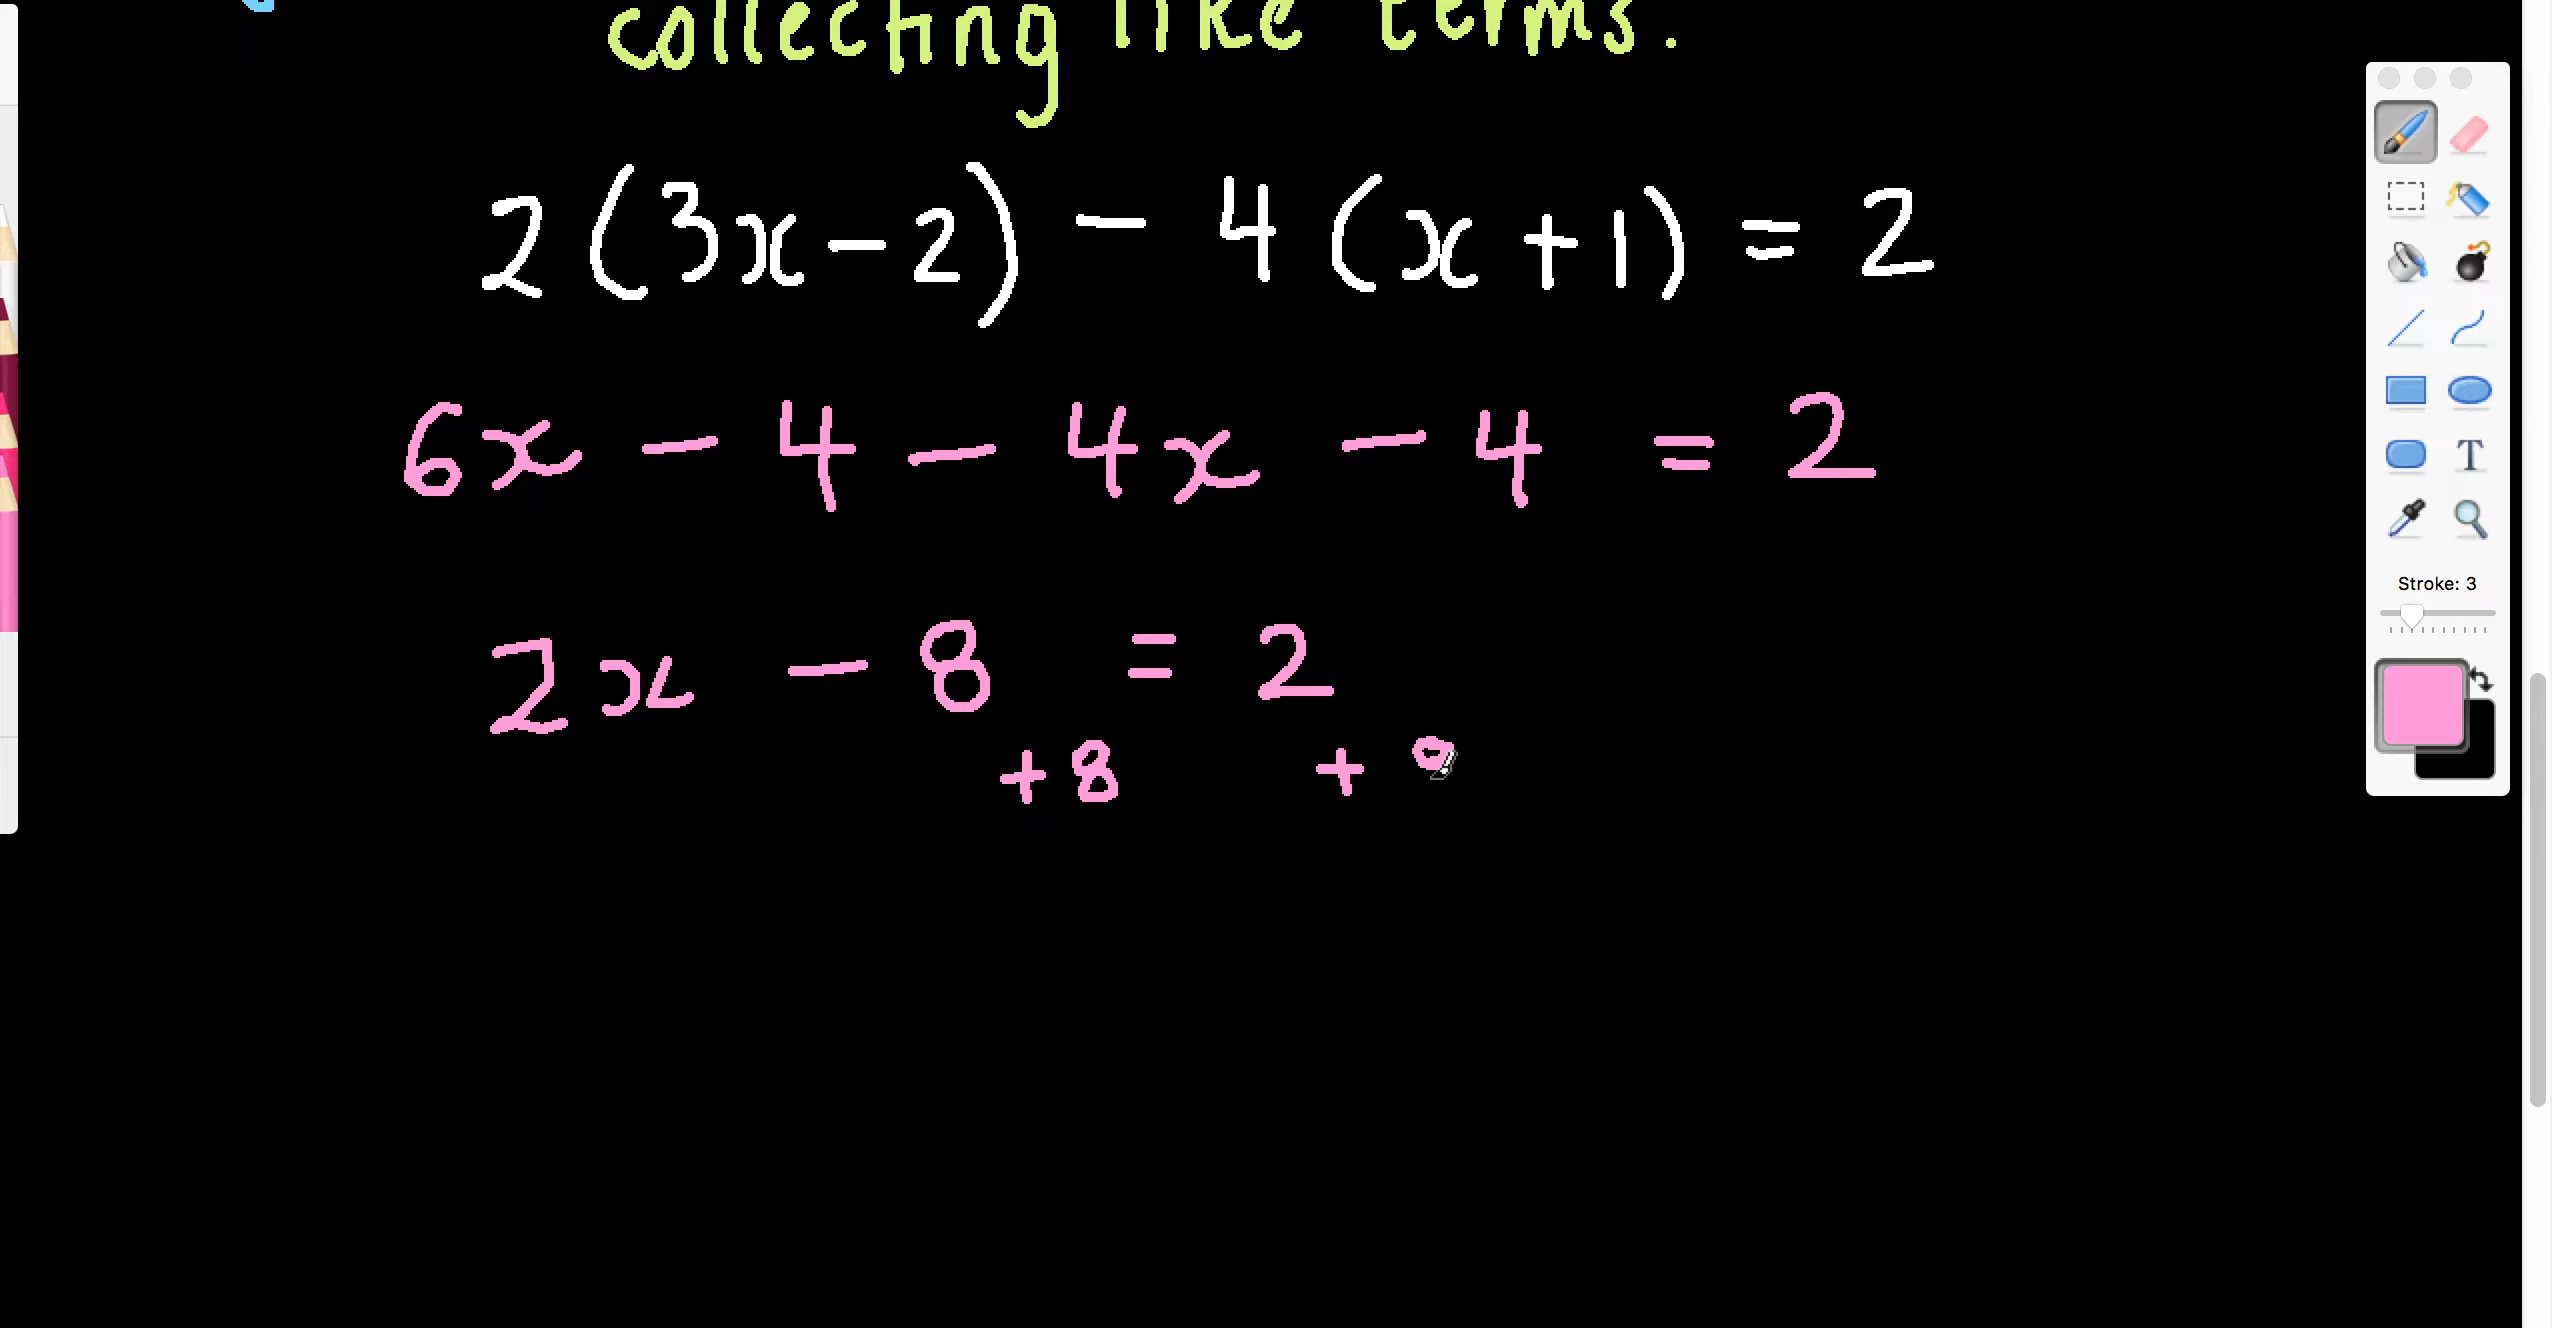 collecting like terms.
2(3x-2) - 4(x+1) = 2
6x - 4 - 4x - 4 = 2
2x - 8 = 2
+8 +
T
Stroke: 3